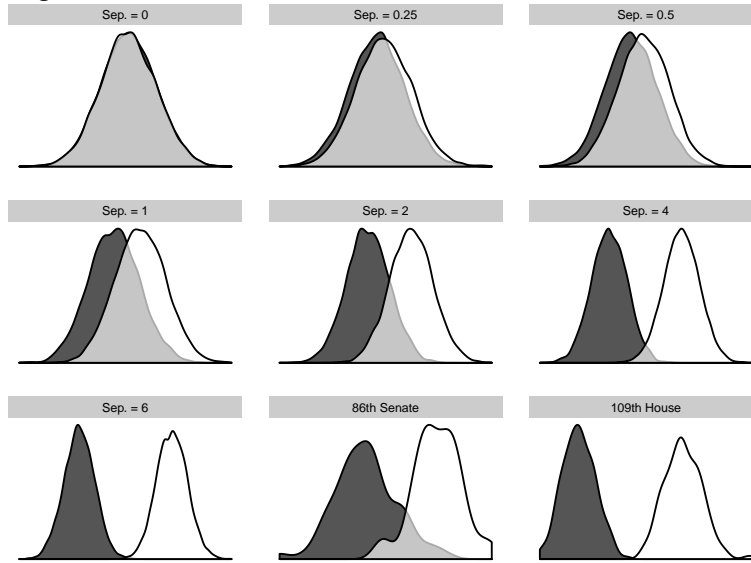 Sep. = 0
Sep. = 0.25
Sep. = 0.5
Sep. = 1
Sep. = 2
Sep. = 4
Sep. = 6
86th Senate
109th House